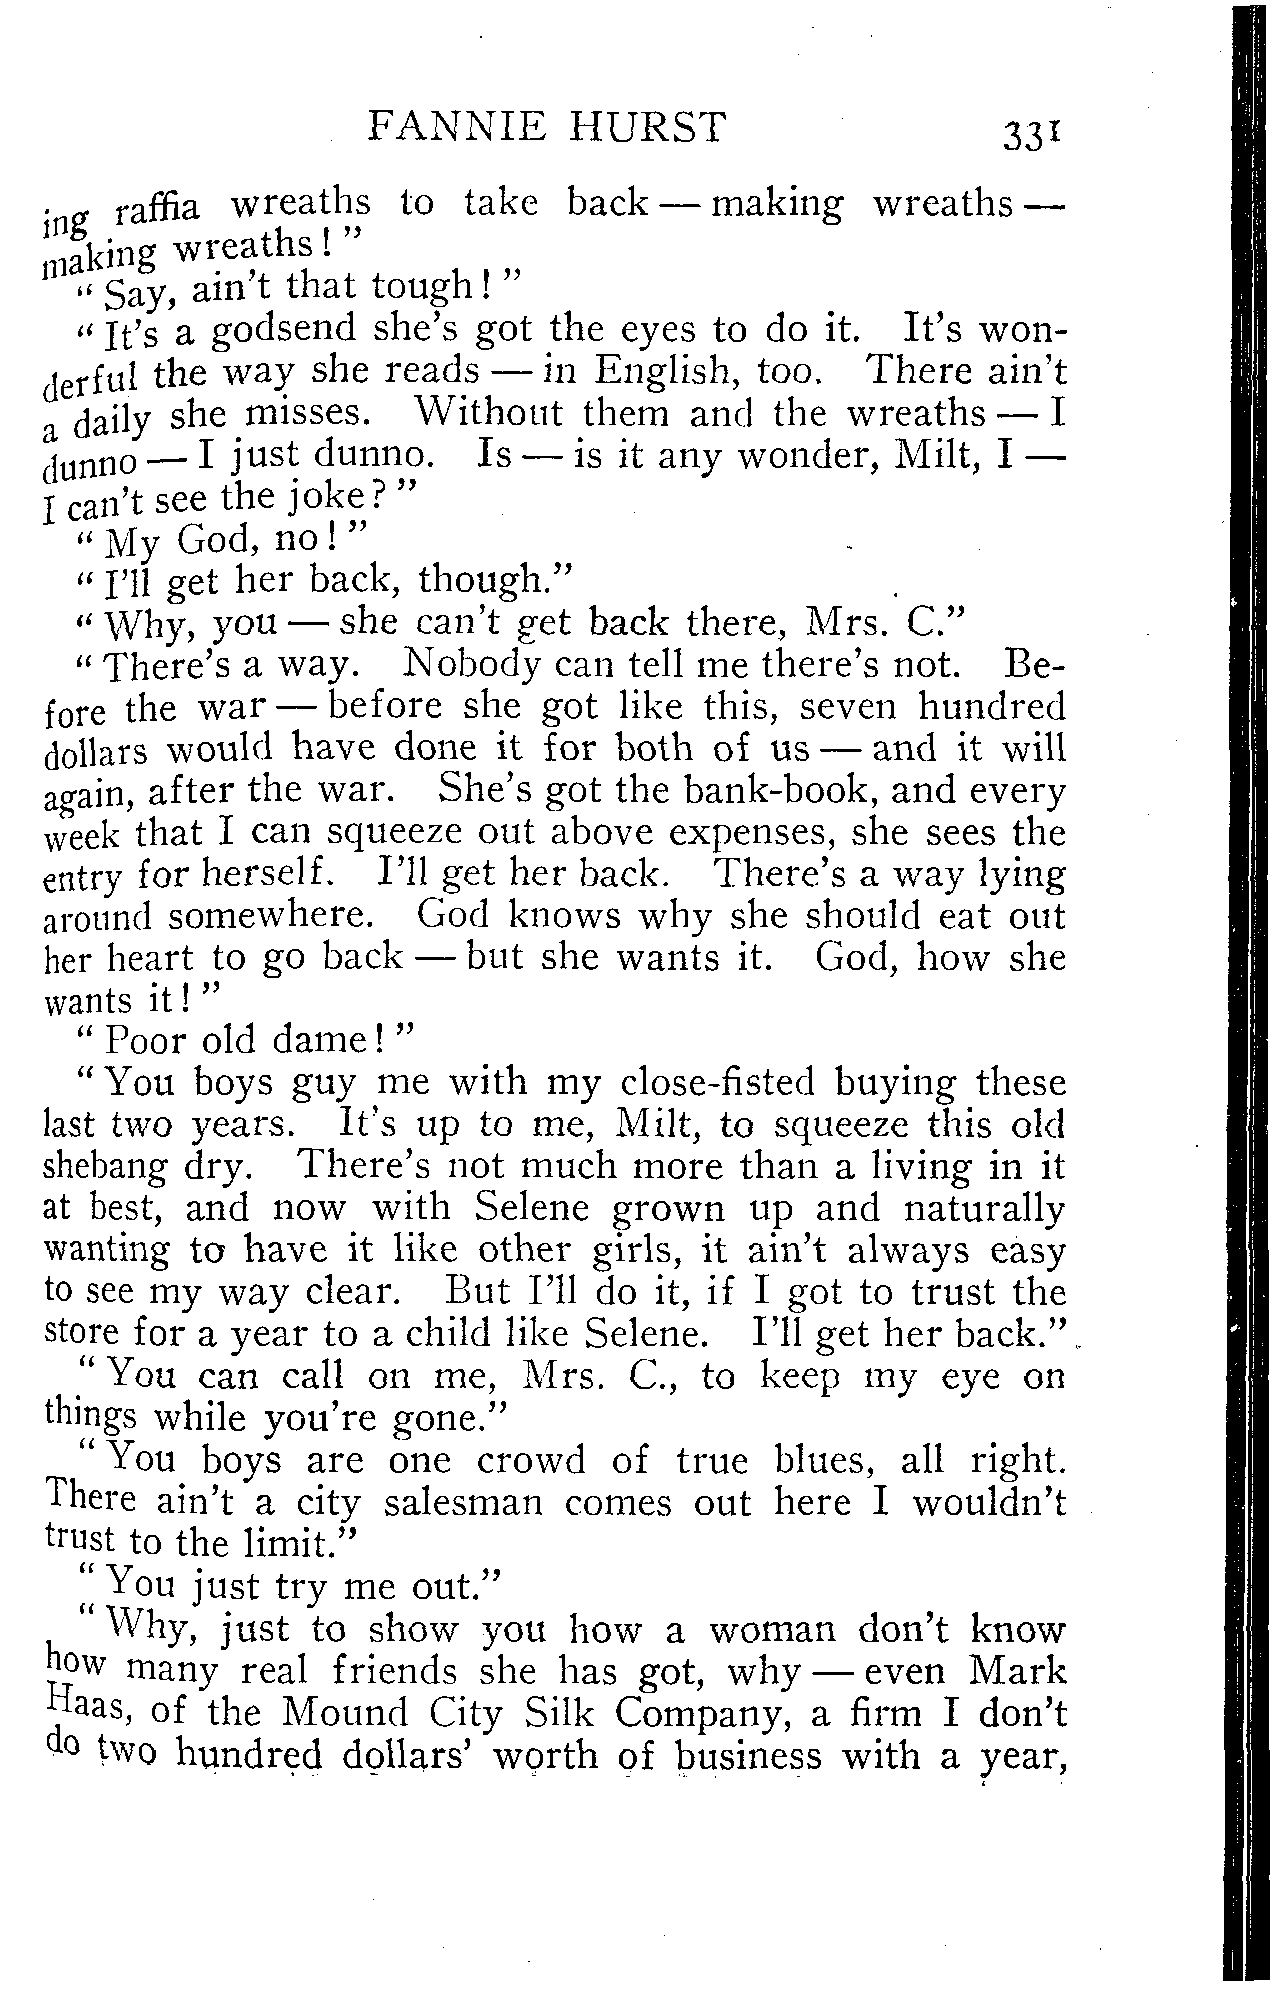 FANNIE HURST 331
ing raffia wreaths to take back — making wreaths —
making wreaths! "
" Say, ain't that tough! "
" It's a godsend she's got the eyes to do it. It's won-
derful the way she reads — in English, too. There ain't
a daily she misses. Without them and the wreaths — I
dunno — I just dunno. Is — is it any wonder, Milt, I —
I can't see the joke? "
" My God, no! "
" I'll get her back, though."
" Why, you — she can't get back there, Mrs. C."
" There's a way. Nobody can tell me there's not. Be-
fore the war — before she got like this, seven hundred
dollars would have done it for both of us — and it will
again, after the war. She's got the bank-book, and every
week that I can squeeze out above expenses, she sees the
entry for herself. I'll get her back. There's a way lying
around somewhere. God knows why she should eat out
her heart to go back — but she wants it. God, how she
wants it! "
" Poor old dame! "
" You boys guy me with my close-fisted buying these
last two years. It's up to me, Milt, to squeeze this old
shebang dry. There's not much more than a living in it
at best, and now with Selene grown up and naturally
wanting to have it like other girls, it ain't always easy
to see my way clear. But I'll do it, if I got to trust the
store for a year to a child like Selene. I'll get her back."
" You can call on me, Mrs. C., to keep my eye on
things while you're gone."
" You boys are one crowd of true blues, all right.
There ain't a city salesman comes out here I wouldn't
trust to the limit."
" You just try me out."
" Why, just to show you how a woman don't know
how many real friends she has got, why — even Mark
Haas, of the Mound City Silk Company, a firm I don't
do two hundred dollars' worth of business with a year,